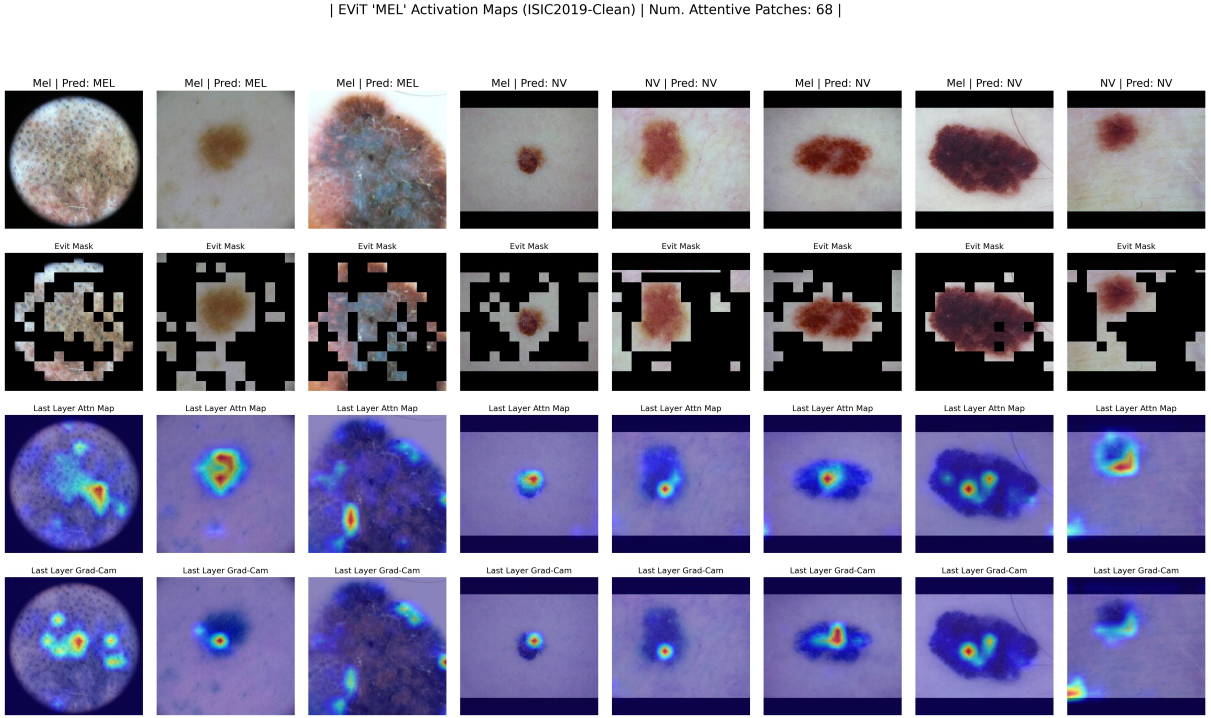 | EViT 'MEL' Activation Maps (ISIC2019-Clean) | Num. Attentive Patches: 68 |
Mel | Pred: MEL
Mel | Pred: MEL
Mel | Pred: MEL
Mel | Pred: NV
NV | Pred: NV
Mel | Pred: NV
Mel | Pred: NV
NV | Pred: NV
Evit Mask
Evit Mask
Evit Mask
Evit Mask
Evit Mask
Evit Mask
Evit Mask
Evit Mask
Last Layer Attn Map
Last Layer Attn Map
Last Layer Attn Map
Last Layer Attn Map
Last Layer Attn Map
Last Layer Attn Map
Last Layer Attn Map
Last Layer Attn Map
Last Layer Grad-Cam
Last Layer Grad-Cam
Last Layer Grad-Cam
Last Layer Grad-Cam
Last Layer Grad-Cam
Last Layer Grad-Cam
Last Layer Grad-Cam
Last Layer Grad-Cam